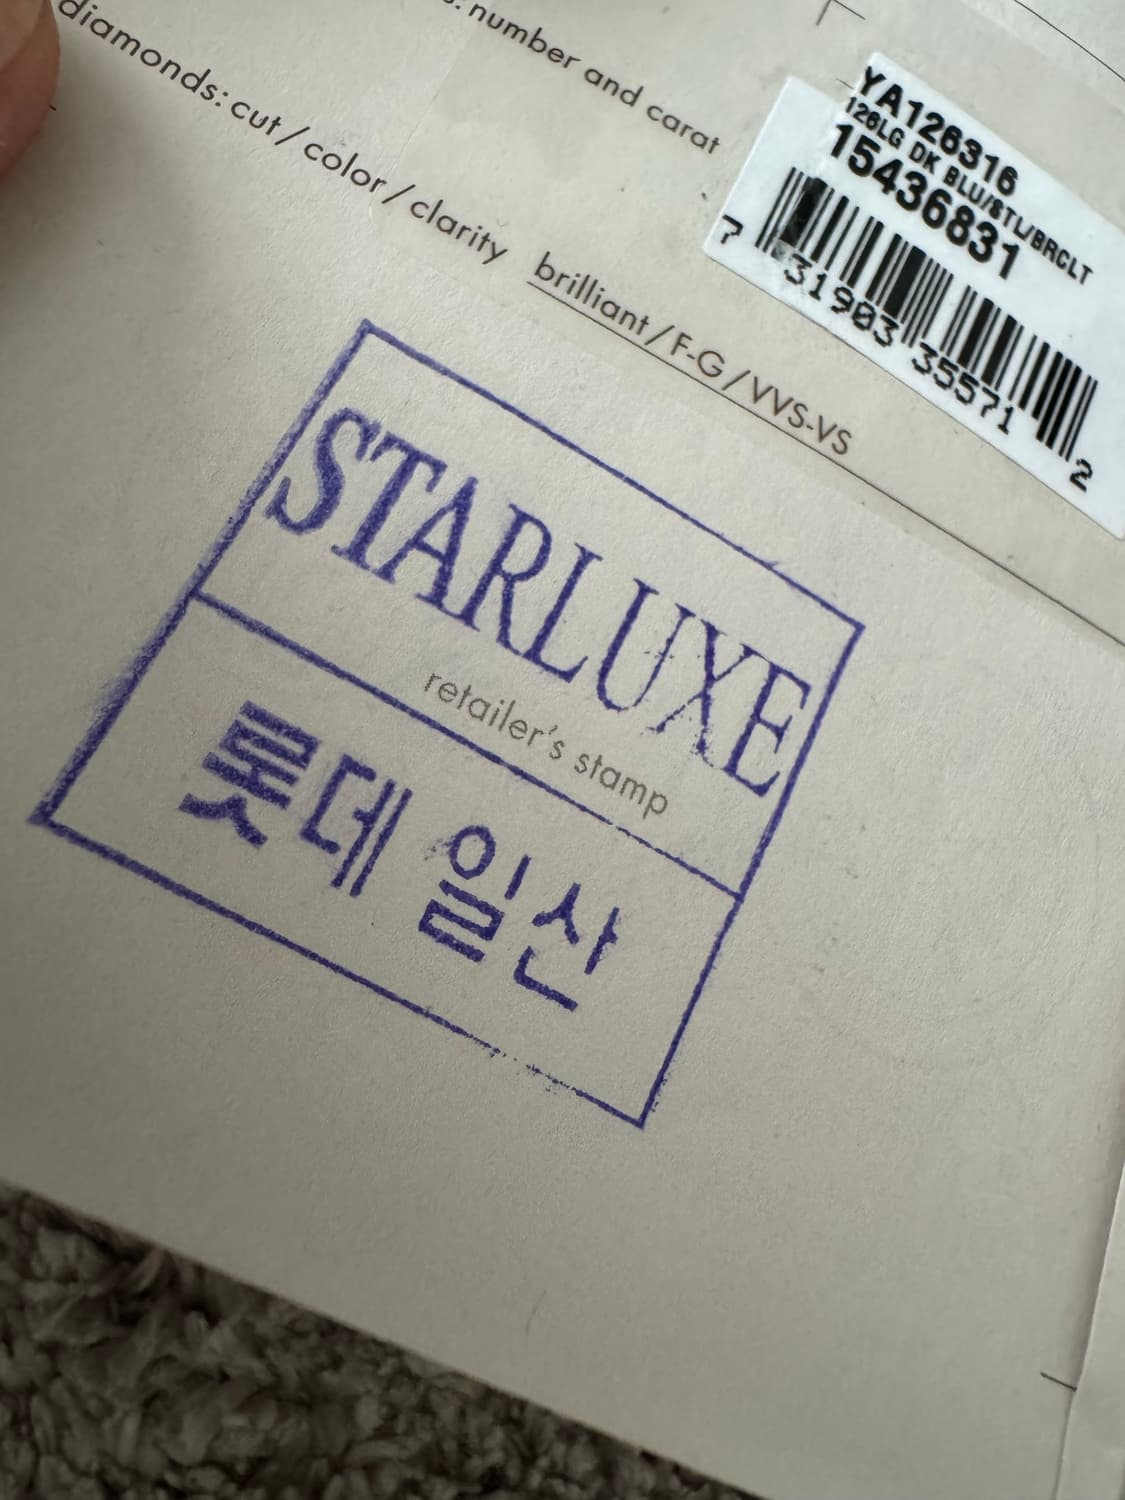 number and carat
diamonds: cut / color / clarity brilliant / F-G / VVS-VS
YA126316
126LG DK BLU/STL/BRCLT
15436831
7 31903 35571 2
STARLUXE
retailer's stamp
롯데 일산